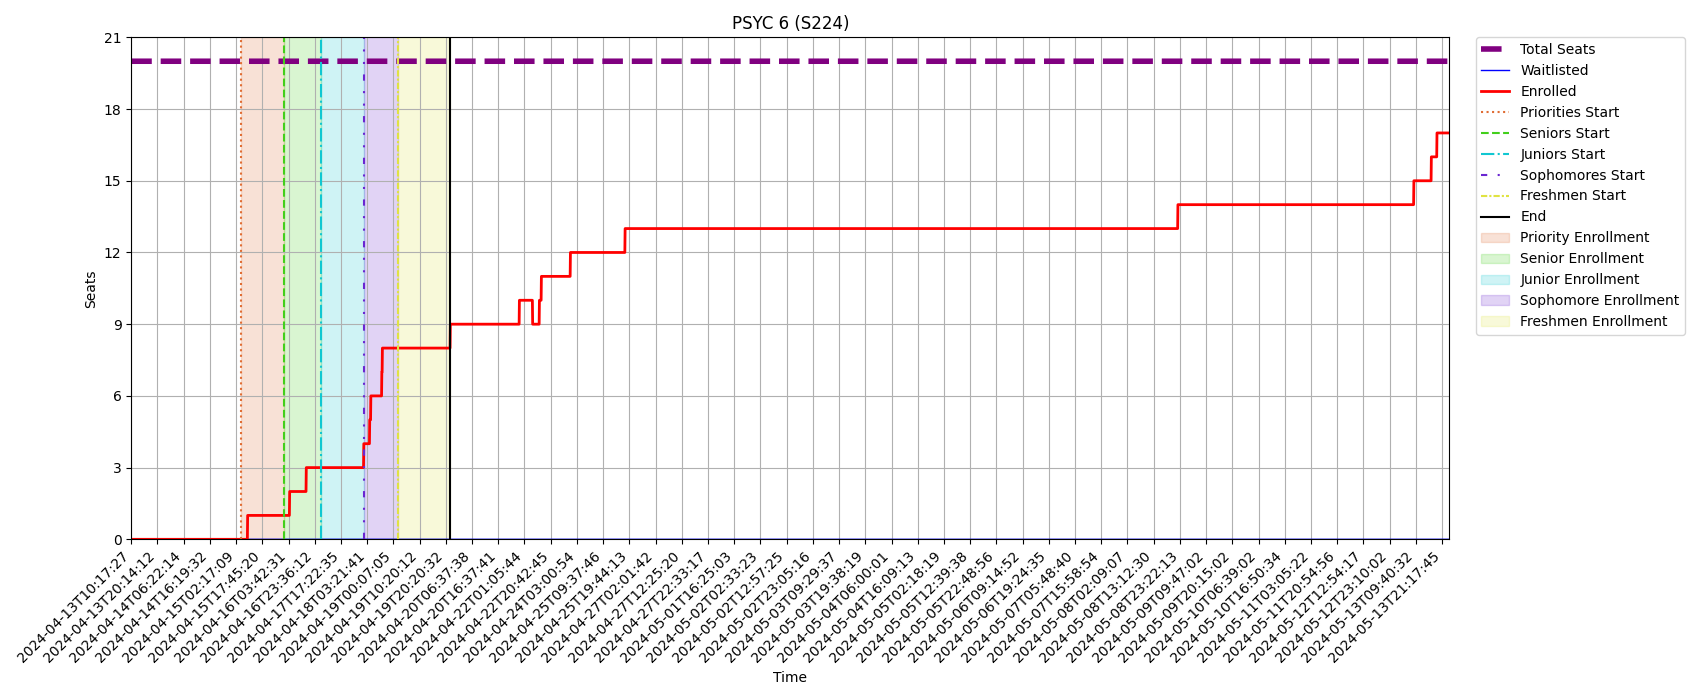 PSYC 6 (S224)
21
18
15
12
9
6
3
0
Seats
2024-04-13T10:17:27
2024-04-13T20:14:12
2024-04-14T06:22:14
2024-04-14T16:19:32
2024-04-15T02:17:09
2024-04-15T17:45:20
2024-04-16T03:42:31
2024-04-16T23:36:12
2024-04-17T17:22:35
2024-04-18T03:21:41
2024-04-19T00:07:05
2024-04-19T10:20:12
2024-04-19T20:20:32
2024-04-20T06:37:38
2024-04-20T16:37:41
2024-04-22T01:05:44
2024-04-22T20:42:45
2024-04-24T03:00:54
2024-04-25T09:37:46
2024-04-25T19:44:13
2024-04-27T02:01:42
2024-04-27T12:25:20
2024-04-27T22:33:17
2024-05-01T16:25:03
2024-05-02T02:33:23
2024-05-02T12:57:25
2024-05-02T23:05:16
2024-05-03T09:29:37
2024-05-03T19:38:19
2024-05-04T06:00:01
2024-05-04T16:09:13
2024-05-05T02:18:19
2024-05-05T12:39:38
2024-05-05T22:48:56
2024-05-06T09:14:52
2024-05-06T19:24:35
2024-05-07T05:48:40
2024-05-07T15:58:54
2024-05-08T02:09:07
2024-05-08T13:12:30
2024-05-08T23:22:13
2024-05-09T09:47:02
2024-05-09T20:15:02
2024-05-10T06:39:02
2024-05-10T16:50:34
2024-05-11T03:05:22
2024-05-11T20:54:56
2024-05-12T12:54:17
2024-05-12T23:10:02
2024-05-13T09:40:32
2024-05-13T21:17:45
Time
Total Seats
Waitlisted
Enrolled
Priorities Start
Seniors Start
Juniors Start
Sophomores Start
Freshmen Start
End
Priority Enrollment
Senior Enrollment
Junior Enrollment
Sophomore Enrollment
Freshmen Enrollment